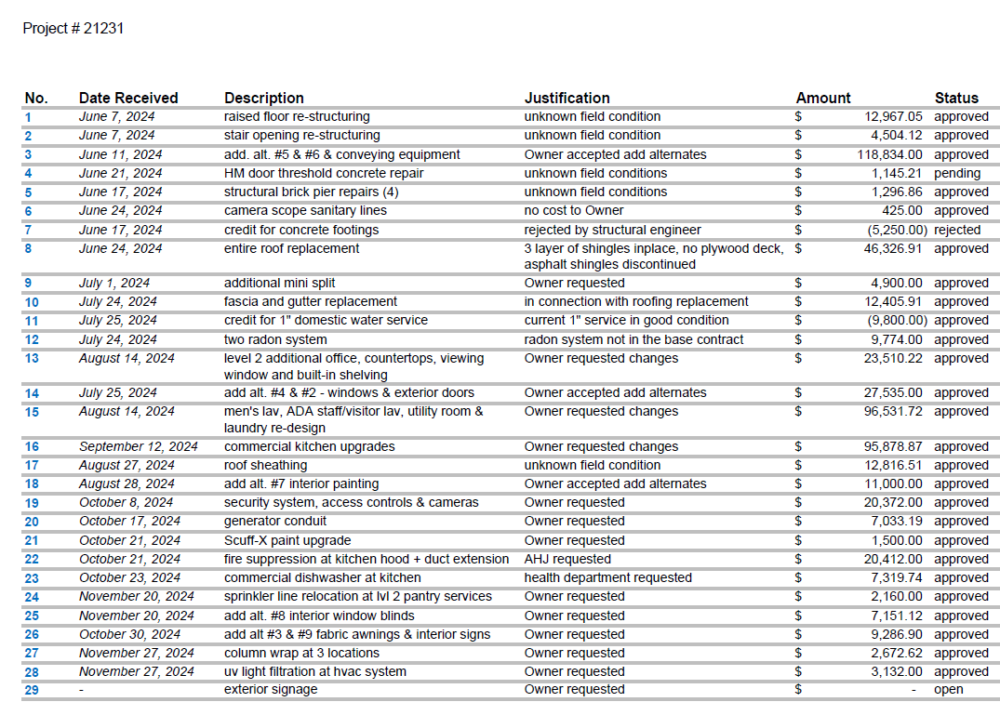 Project # 21231
No. Date Received Description Justification Amount Status
1 June 7, 2024 raised floor re-structuring unknown field condition $ 12,967.05 approved
2 June 7, 2024 stair opening re-structuring unknown field condition $ 4,504.12 approved
3 June 11, 2024 add. alt. #5 & #6 & conveying equipment Owner accepted add alternates $ 118,834.00 approved
4 June 21, 2024 HM door threshold concrete repair unknown field conditions $ 1,145.21 pending
5 June 17, 2024 structural brick pier repairs (4) unknown field conditions $ 1,296.86 approved
6 June 24, 2024 camera scope sanitary lines no cost to Owner $ 425.00 approved
7 June 17, 2024 credit for concrete footings rejected by structural engineer $ (5,250.00) rejected
8 June 24, 2024 entire roof replacement 3 layer of shingles inplace, no plywood deck, $ 46,326.91 approved
asphalt shingles discontinued
9 July 1, 2024 additional mini split Owner requested $ 4,900.00 approved
10 July 24, 2024 fascia and gutter replacement in connection with roofing replacement $ 12,405.91 approved
11 July 25, 2024 credit for 1" domestic water service current 1" service in good condition $ (9,800.00) approved
12 July 24, 2024 two radon system radon system not in the base contract $ 9,774.00 approved
13 August 14, 2024 level 2 additional office, countertops, viewing Owner requested changes $ 23,510.22 approved
window and built-in shelving
14 July 25, 2024 add alt. #4 & #2 - windows & exterior doors Owner accepted add alternates $ 27,535.00 approved
15 August 14, 2024 men's lav, ADA staff/visitor lav, utility room & Owner requested changes $ 96,531.72 approved
laundry re-design
16 September 12, 2024 commercial kitchen upgrades Owner requested changes $ 95,878.87 approved
17 August 27, 2024 roof sheathing unknown field condition $ 12,816.51 approved
18 August 28, 2024 add alt. #7 interior painting Owner accepted add alternates $ 11,000.00 approved
19 October 8, 2024 security system, access controls & cameras Owner requested $ 20,372.00 approved
20 October 17, 2024 generator conduit Owner requested $ 7,033.19 approved
21 October 21, 2024 Scuff-X paint upgrade Owner requested $ 1,500.00 approved
22 October 21, 2024 fire suppression at kitchen hood + duct extension AHJ requested $ 20,412.00 approved
23 October 23, 2024 commercial dishwasher at kitchen health department requested $ 7,319.74 approved
24 November 20, 2024 sprinkler line relocation at lvl 2 pantry services Owner requested $ 2,160.00 approved
25 November 20, 2024 add alt. #8 interior window blinds Owner requested $ 7,151.12 approved
26 October 30, 2024 add alt #3 & #9 fabric awnings & interior signs Owner requested $ 9,286.90 approved
27 November 27, 2024 column wrap at 3 locations Owner requested $ 2,672.62 approved
28 November 27, 2024 uv light filtration at hvac system Owner requested $ 3,132.00 approved
29 - exterior signage Owner requested $ - open